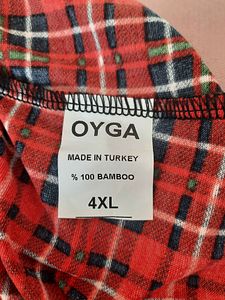 OYGA
MADE IN TURKEY
% 100 BAMBOO
4XL